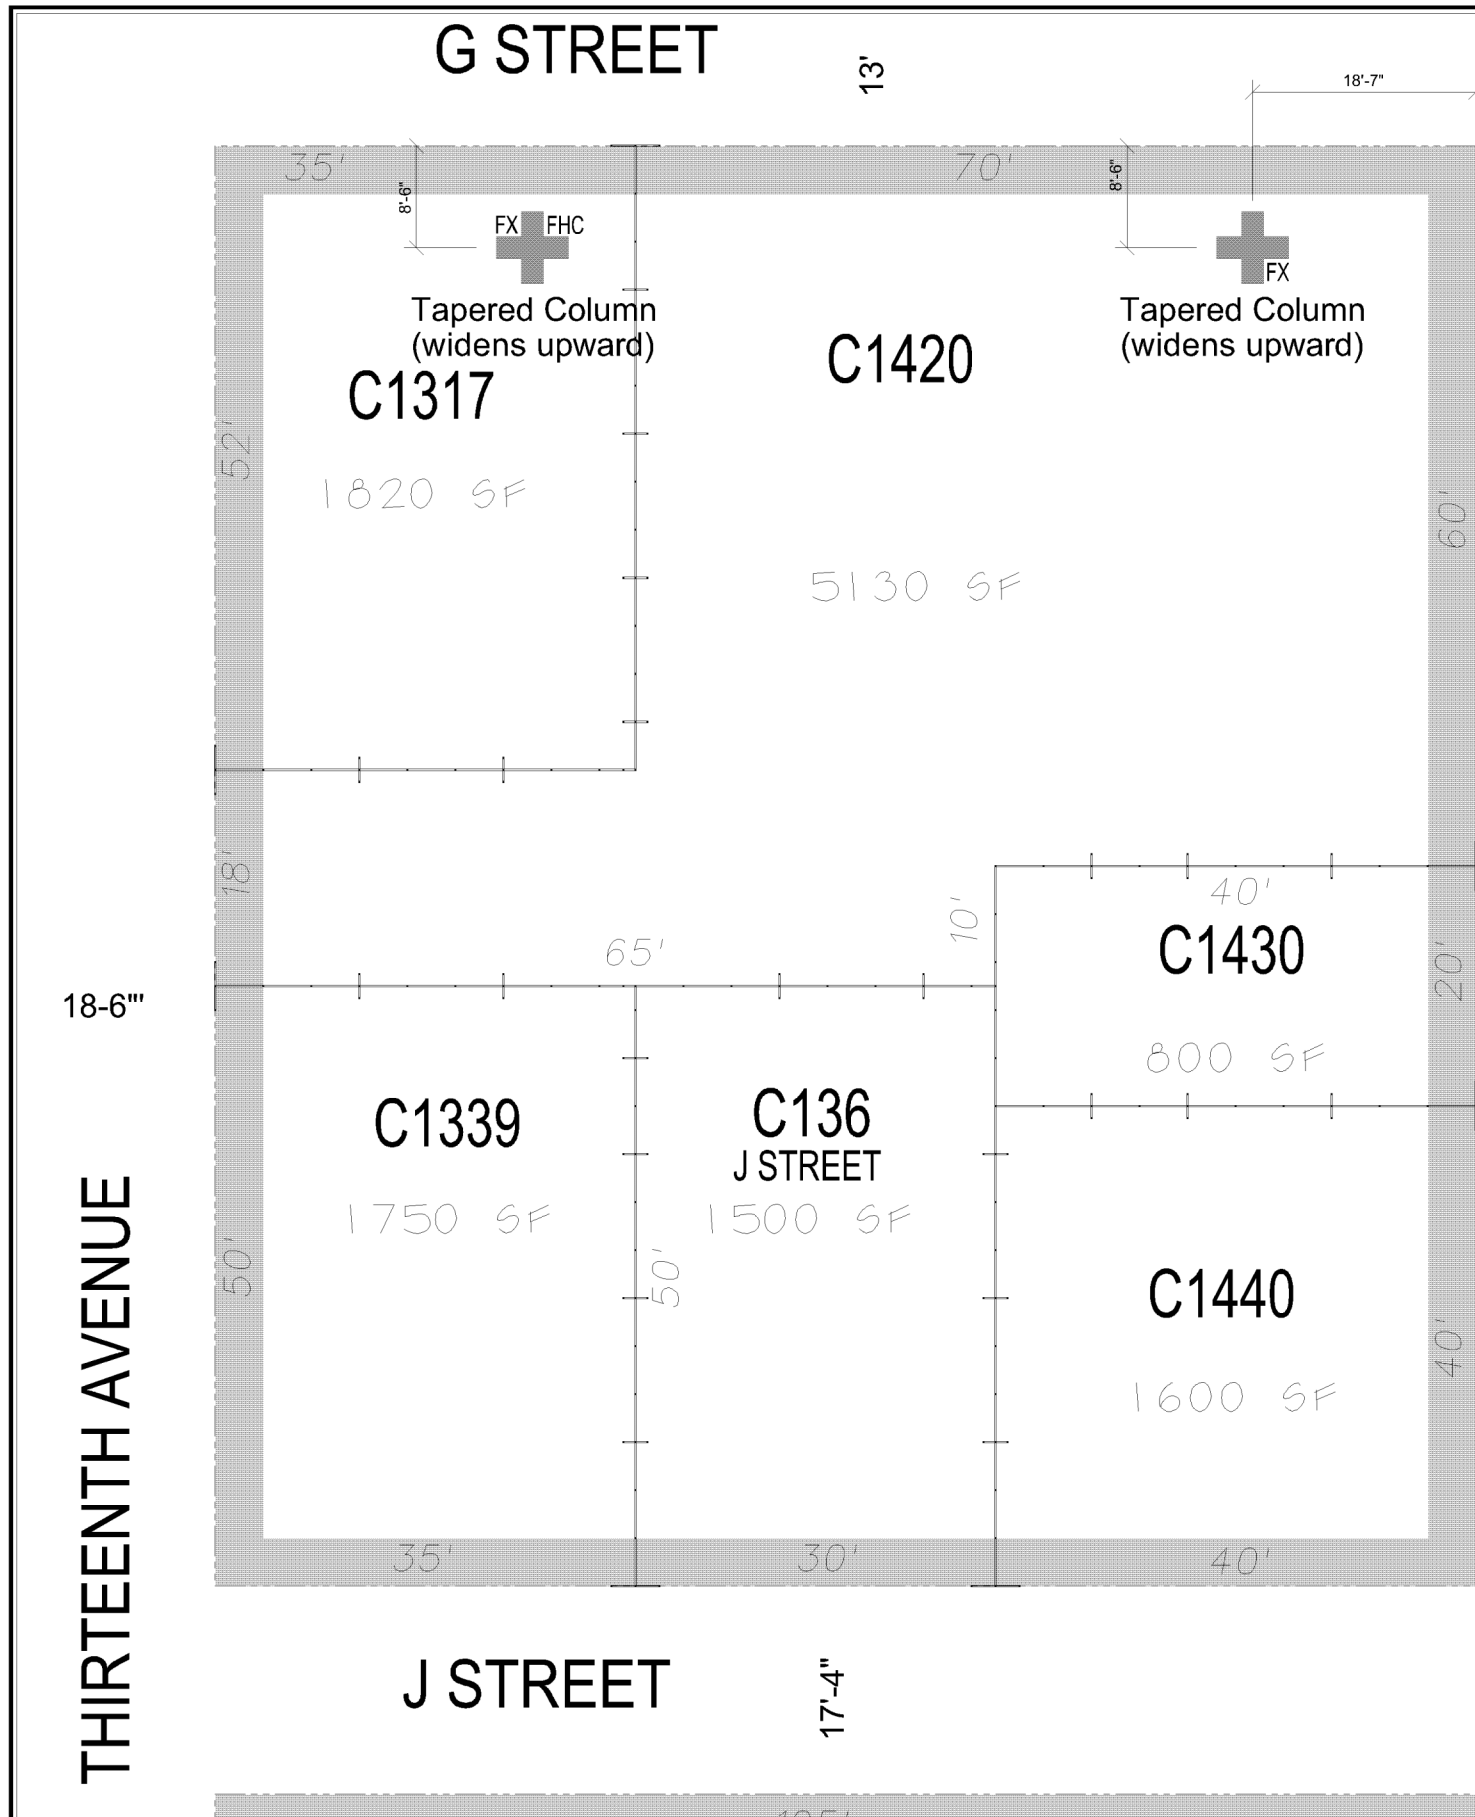 G STREET
13'
18'-7"
35'
70'
8'-6"
8'-6"
FX
FHC
FX
Tapered Column
(widens upward)
Tapered Column
(widens upward)
C1420
C1317
52'
1820 SF
60'
5130 SF
18'
40'
10'
65'
C1430
20'
18-6'"
800 SF
C1339
C136
J STREET
1750 SF
1500 SF
50'
50'
C1440
40'
1600 SF
THIRTEENTH AVENUE
35'
30'
40'
J STREET
17'-4"